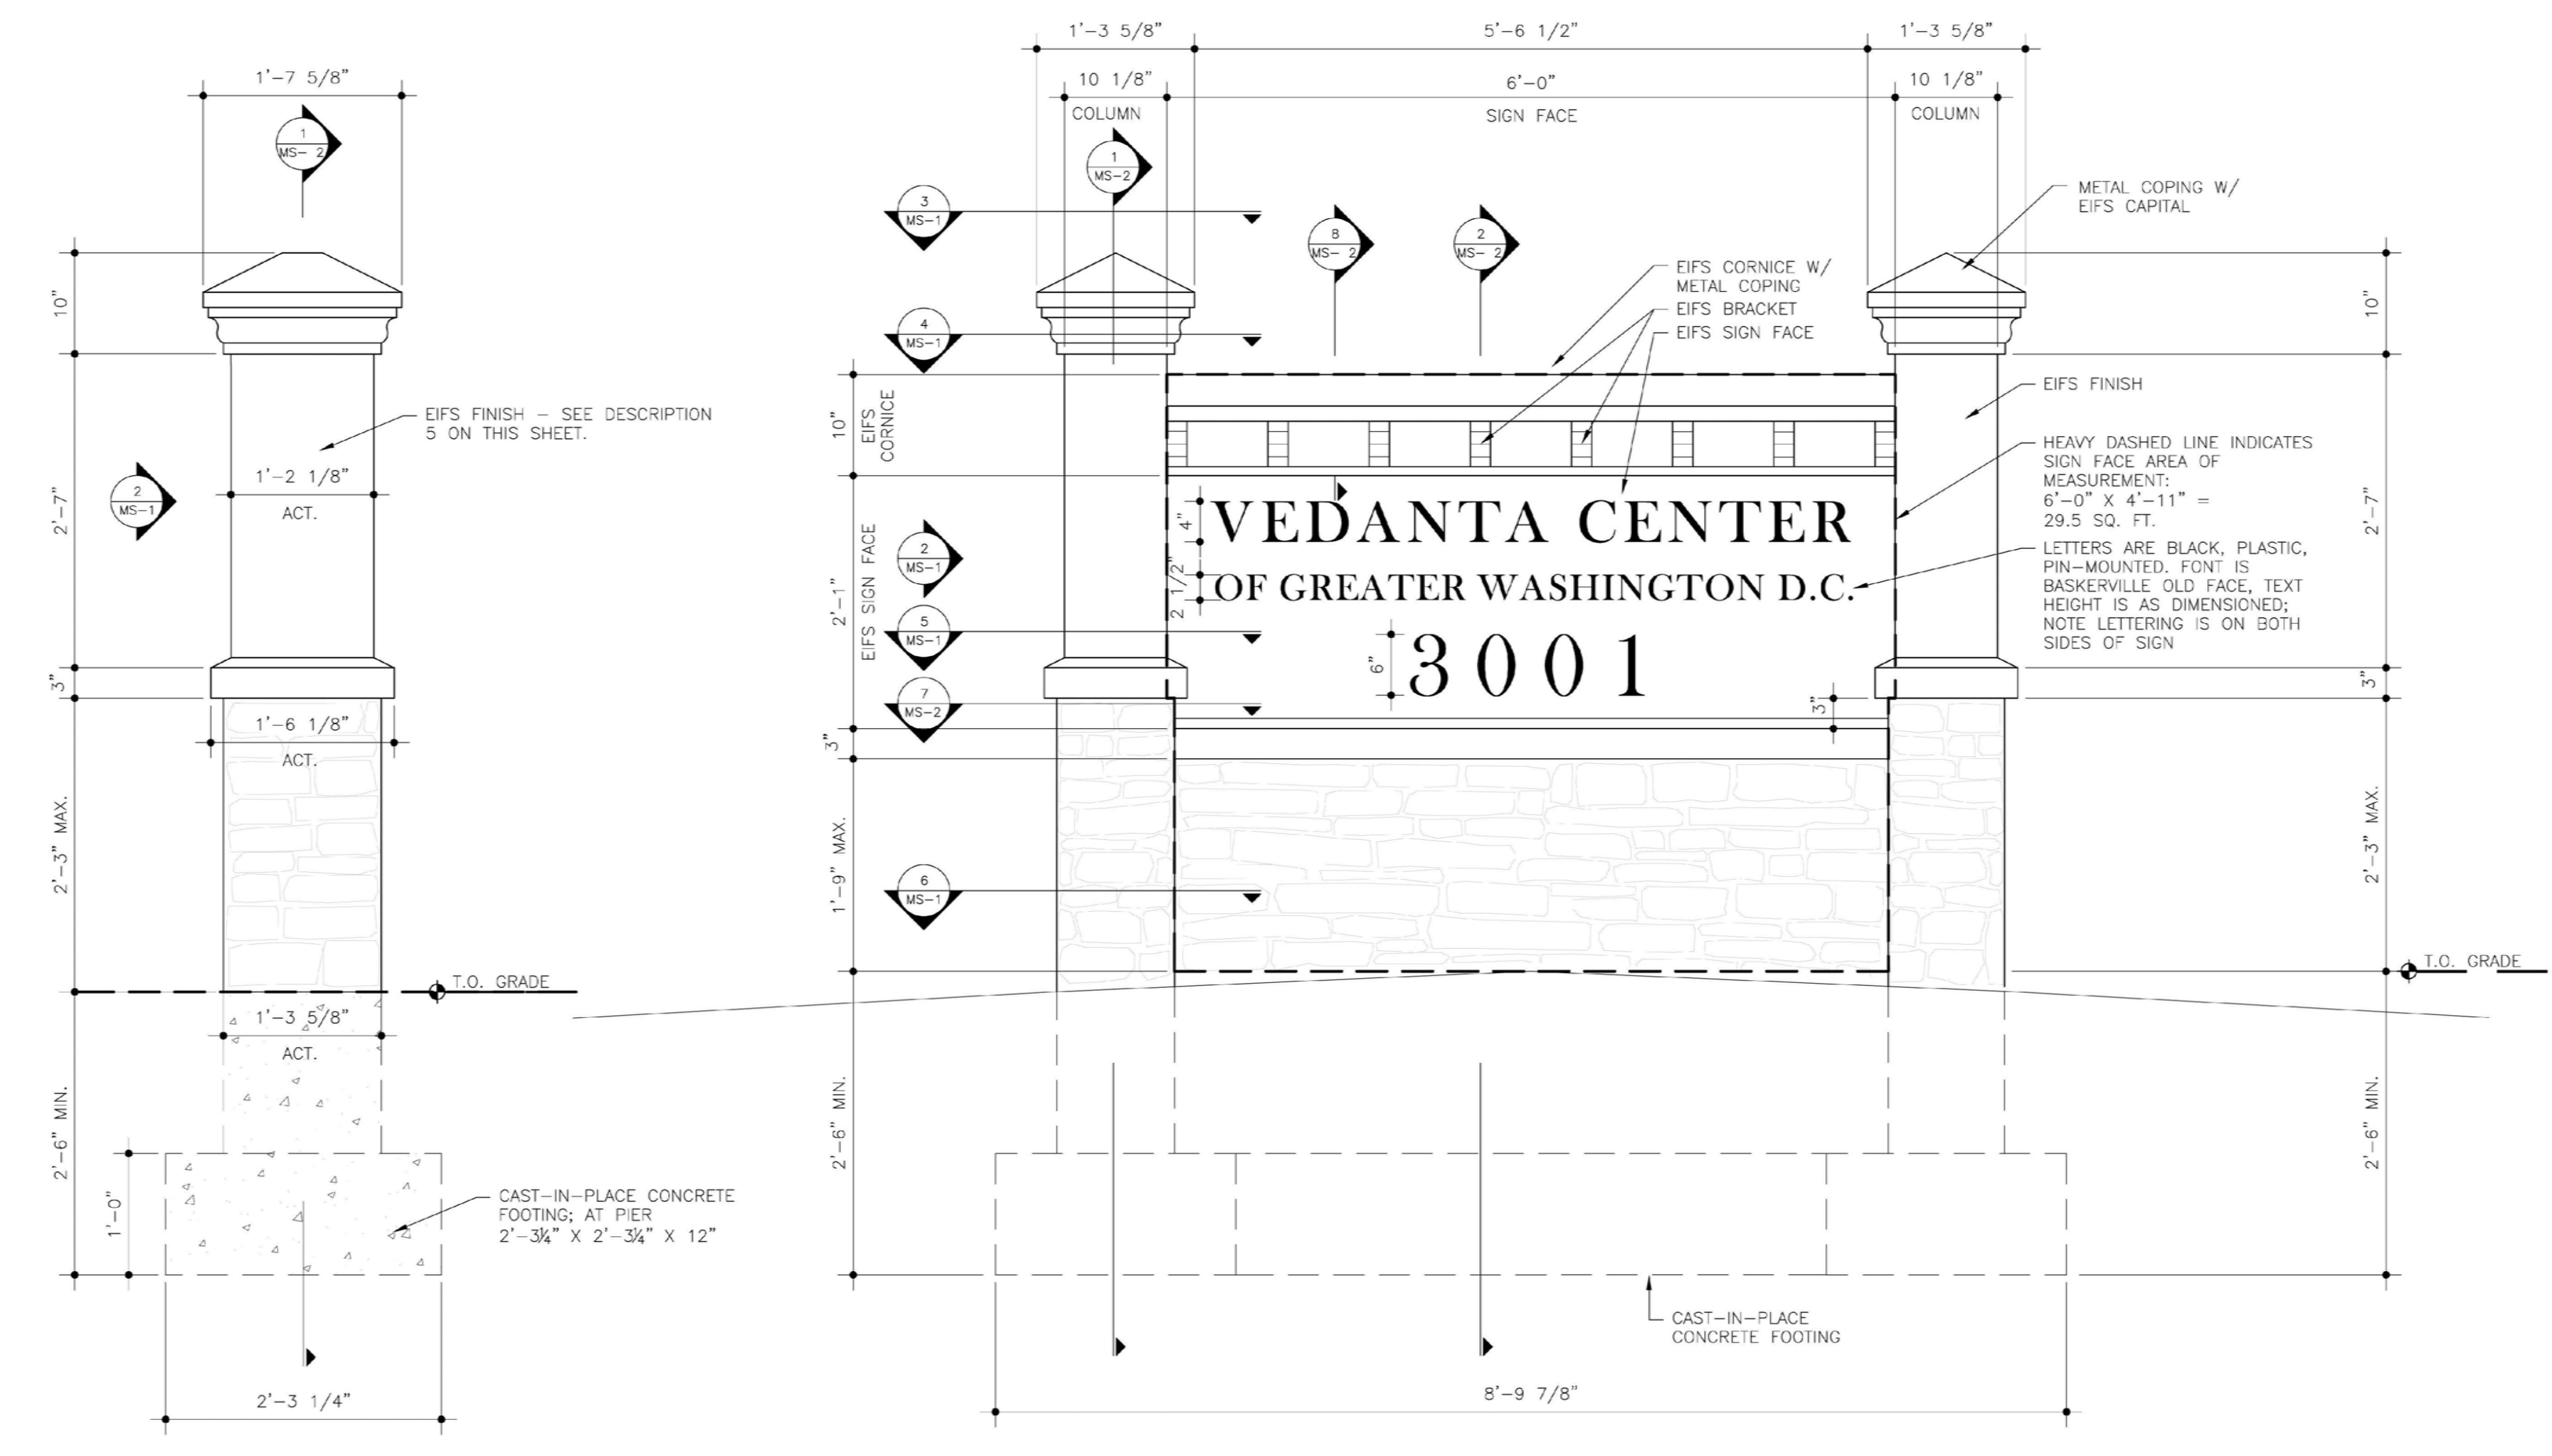 1'-7 5/8"
1
MS- 2
10"
2'-7"
3"
2'-3" MAX.
2'-6" MIN.
1'-0"
2
MS-1
EIFS FINISH - SEE DESCRIPTION
5 ON THIS SHEET.
1'-2 1/8"
ACT.
1'-6 1/8"
ACT.
T.O. GRADE
1'-3 5/8"
ACT.
CAST-IN-PLACE CONCRETE
FOOTING; AT PIER
2'-3¼" X 2'-3¼" X 12"
2'-3 1/4"
1'-3 5/8"
5'-6 1/2"
1'-3 5/8"
10 1/8"
COLUMN
6'-0"
SIGN FACE
10 1/8"
COLUMN
1
MS-2
3
MS-1
4
MS-1
8
MS- 2
2
MS- 2
METAL COPING W/
EIFS CAPITAL
EIFS CORNICE W/
METAL COPING
EIFS BRACKET
EIFS SIGN FACE
10"
EIFS
CORNICE
2'-1"
EIFS SIGN FACE
3"
1'-9" MAX.
2'-6" MIN.
2
MS-1
5
MS-1
7
MS-2
6
MS-1
4"
VEDANTA CENTER
2 1/2"
OF GREATER WASHINGTON D.C.
6"
3001
3"
EIFS FINISH
HEAVY DASHED LINE INDICATES
SIGN FACE AREA OF
MEASUREMENT:
6'-0" X 4'-11" =
29.5 SQ. FT.
LETTERS ARE BLACK, PLASTIC,
PIN-MOUNTED. FONT IS
BASKERVILLE OLD FACE, TEXT
HEIGHT IS AS DIMENSIONED;
NOTE LETTERING IS ON BOTH
SIDES OF SIGN
10"
2'-7"
3"
2'-3" MAX.
T.O. GRADE
2'-6" MIN.
CAST-IN-PLACE
CONCRETE FOOTING
8'-9 7/8"